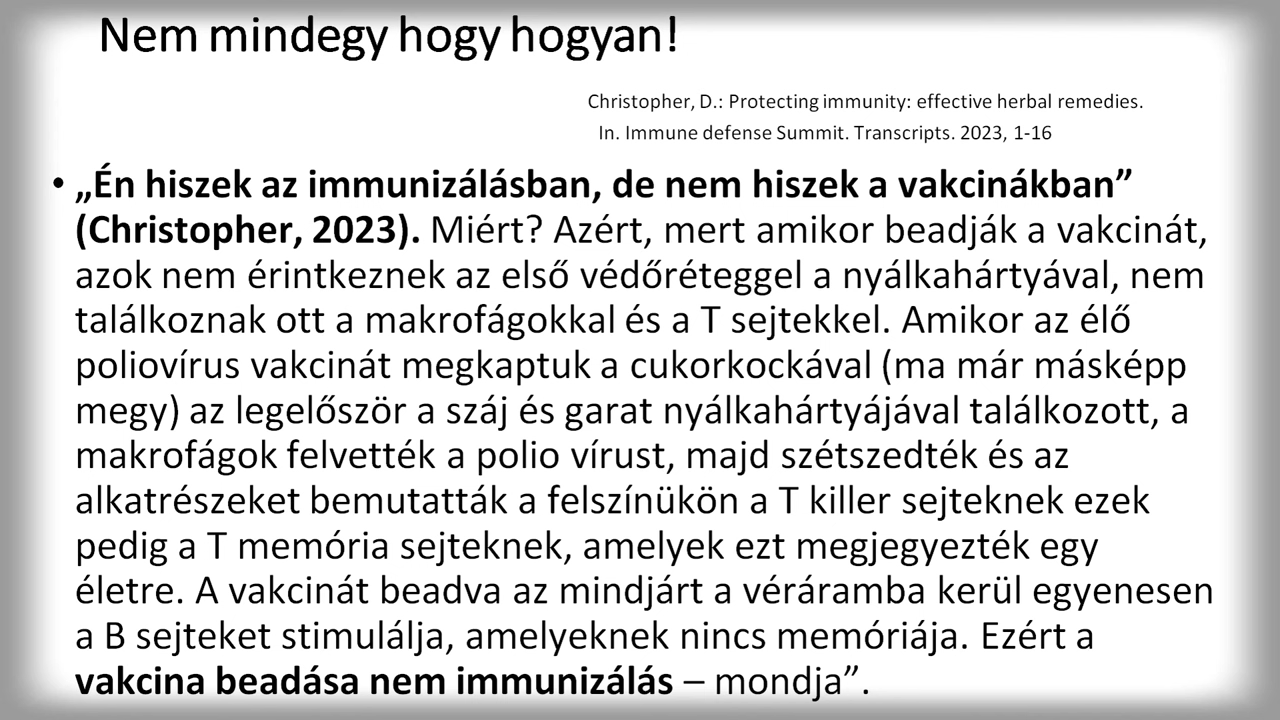 Nem mindegy hogy hogyan!
Christopher, D.: Protecting immunity: effective herbal remedies.
In. Immune defense Summit. Transcripts. 2023, 1-16
• „Én hiszek az immunizálásban, de nem hiszek a vakcinákban”
(Christopher, 2023). Miért? Azért, mert amikor beadják a vakcinát,
azok nem érintkeznek az első védőréteggel a nyálkahártyával, nem
találkoznak ott a makrofágokkal és a T sejtekkel. Amikor az élő
poliovírus vakcinát megkaptuk a cukorkockával (ma már másképp
megy) az legelőször a száj és garat nyálkahártyájával találkozott, a
makrofágok felvették a polio vírust, majd szétszedték és az
alkatrészeket bemutatták a felszínükön a T killer sejteknek ezek
pedig a T memória sejteknek, amelyek ezt megjegyezték egy
életre. A vakcinát beadva az mindjárt a véráramba kerül egyenesen
a B sejteket stimulálja, amelyeknek nincs memóriája. Ezért a
vakcina beadása nem immunizálás – mondja”.